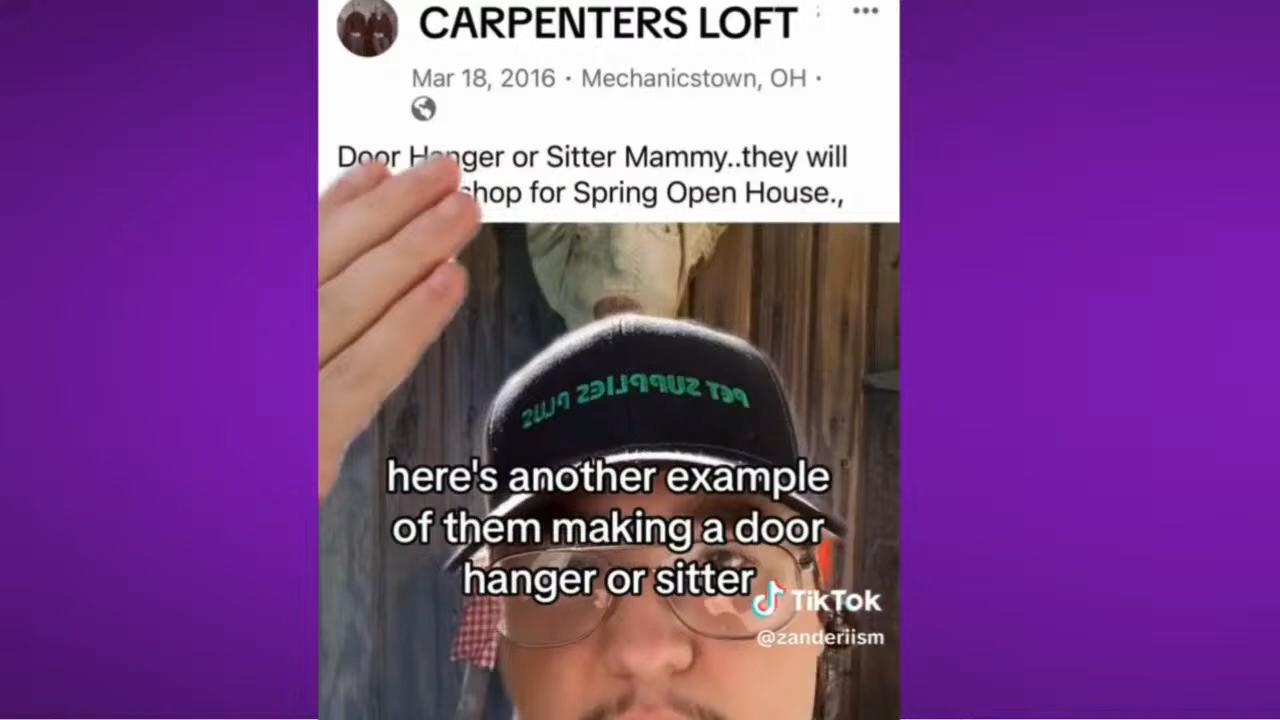 CARPENTERS LOFT
Mar 18, 2016 · Mechanicstown, OH ·
Door Hanger or Sitter Mammy..they will
shop for Spring Open House.,
PET SUPPLIES PLUS
here's another example
of them making a door
hanger or sitter
TikTok
@zanderiism